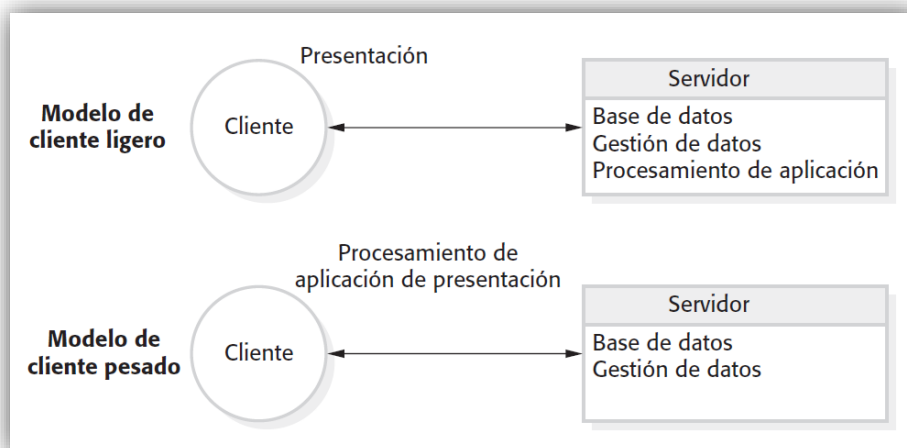 Presentación
Modelo de
cliente ligero
Cliente
Servidor
Base de datos
Gestión de datos
Procesamiento de aplicación
Procesamiento de
aplicación de presentación
Modelo de
cliente pesado
Cliente
Servidor
Base de datos
Gestión de datos